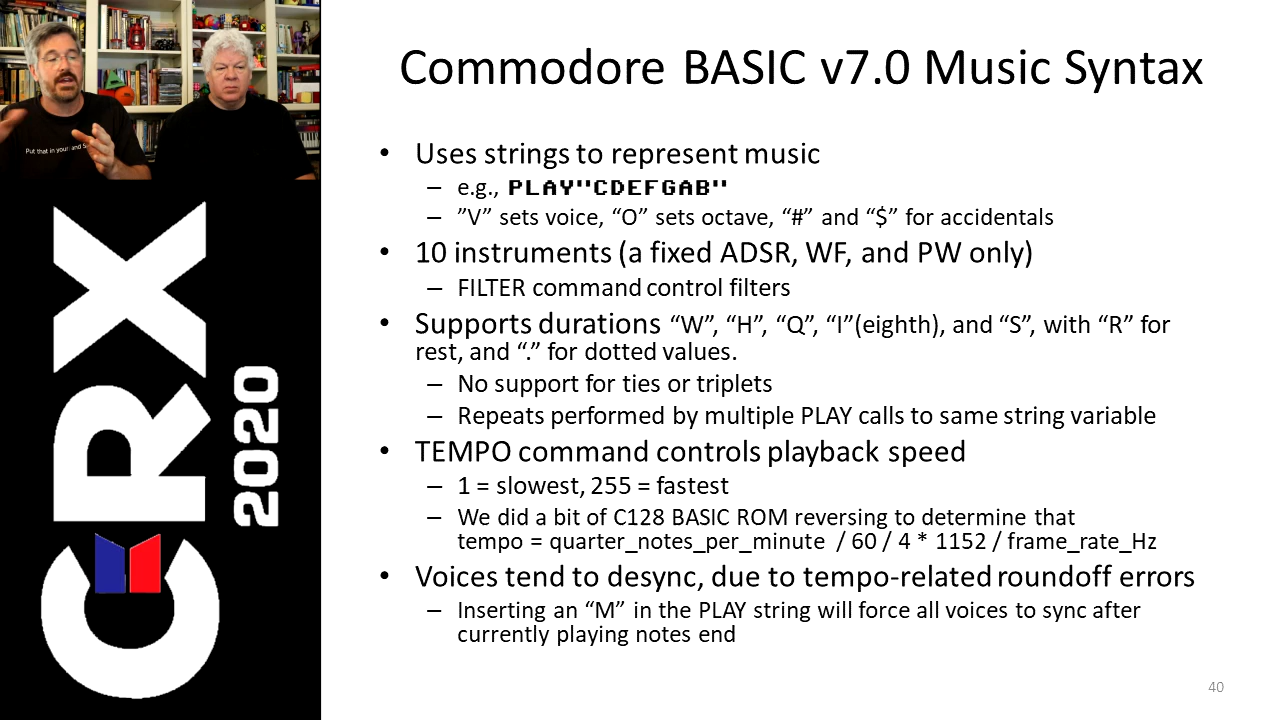 Put that in your and S
CRX
2020
Commodore BASIC v7.0 Music Syntax
• Uses strings to represent music
– e.g., PLAY"CDEFGAB"
– ”V” sets voice, “O” sets octave, “#” and “$” for accidentals
• 10 instruments (a fixed ADSR, WF, and PW only)
– FILTER command control filters
• Supports durations “W”, “H”, “Q”, “I”(eighth), and “S”, with “R” for
rest, and “.” for dotted values.
– No support for ties or triplets
– Repeats performed by multiple PLAY calls to same string variable
• TEMPO command controls playback speed
– 1 = slowest, 255 = fastest
– We did a bit of C128 BASIC ROM reversing to determine that
tempo = quarter_notes_per_minute / 60 / 4 * 1152 / frame_rate_Hz
• Voices tend to desync, due to tempo-related roundoff errors
– Inserting an “M” in the PLAY string will force all voices to sync after
currently playing notes end
40